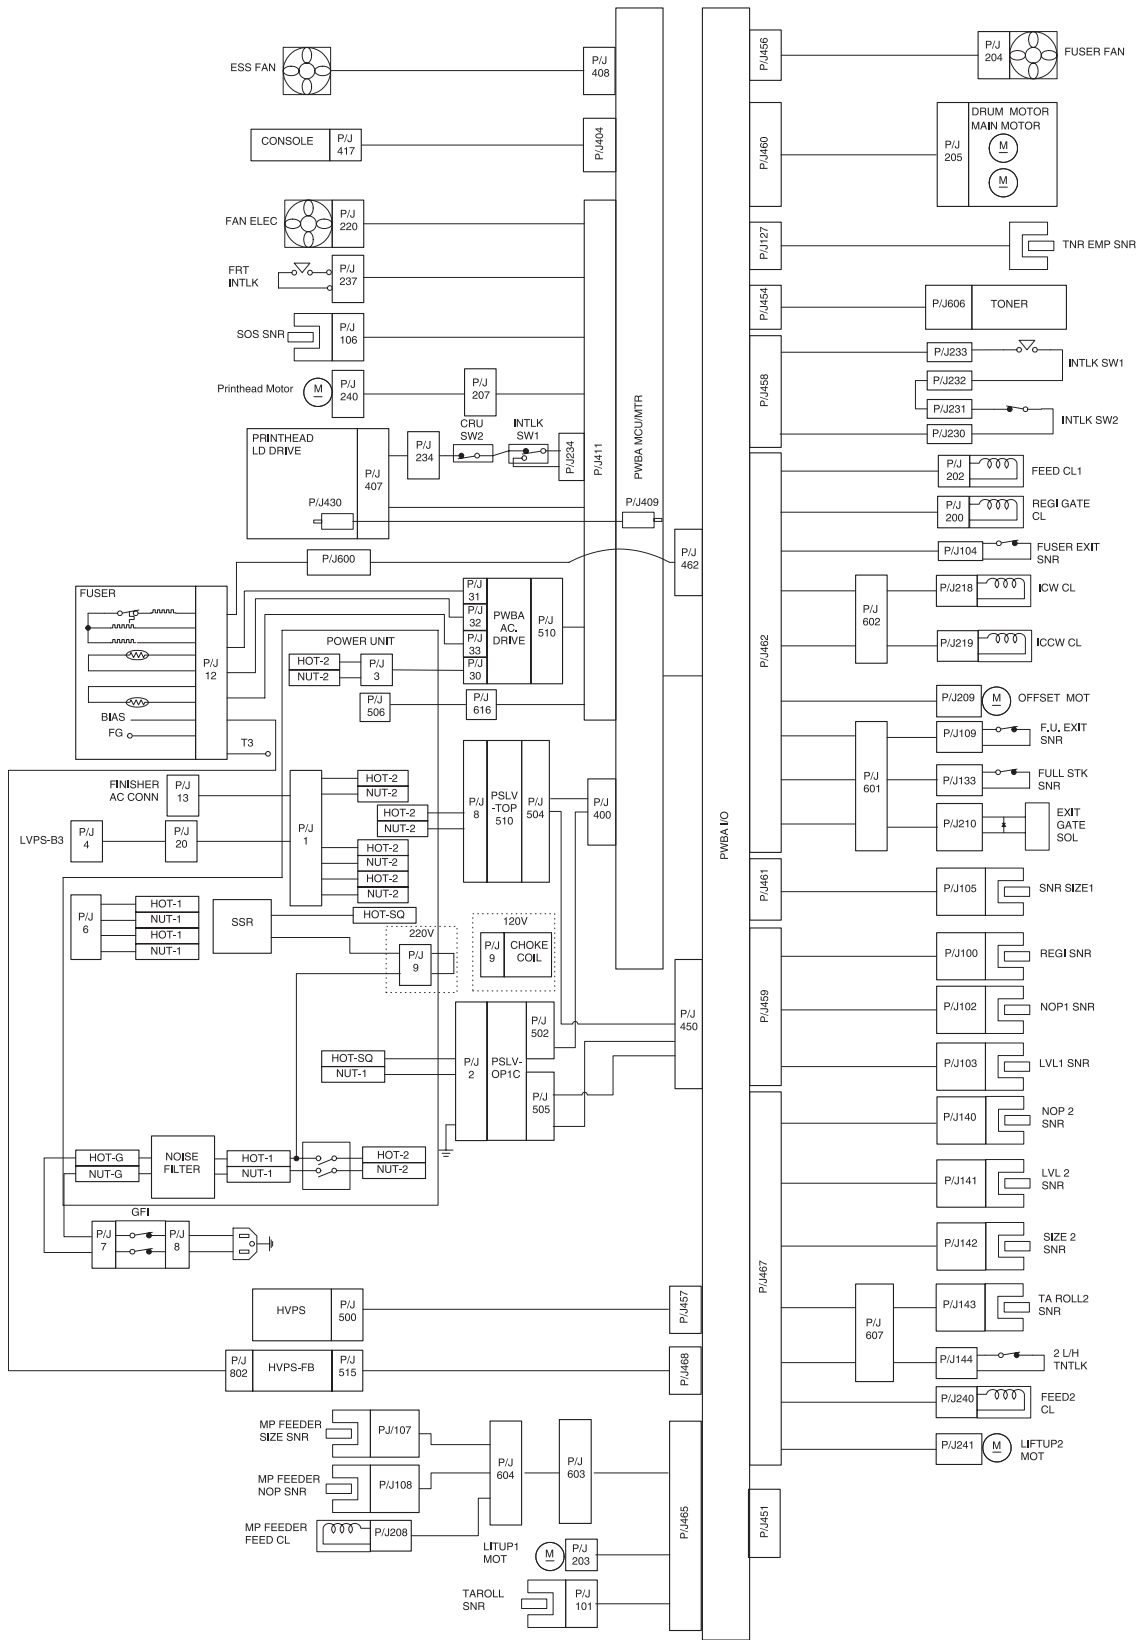 ESS FAN
P/J
408
CONSOLE
P/J
417
P/J404
FAN ELEC
P/J
220
FRT
INTLK
P/J
237
SOS SNR
P/J
106
Printhead Motor
M
P/J
240
P/J
207
PRINTHEAD
LD DRIVE
P/J
407
P/J
234
CRU
SW2
INTLK
SW1
P/J234
P/J411
P/J430
P/J409
PWBA MCU/MTR
P/J600
P/J
462
FUSER
BIAS
FG
P/J
12
T3
P/J
31
P/J
32
P/J
33
P/J
30
PWBA
AC.
DRIVE
P/J
510
POWER UNIT
HOT-2
NUT-2
P/J
3
P/J
506
P/J
616
FINISHER
AC CONN
P/J
13
LVPS-B3
P/J
4
P/J
20
P/J
1
HOT-2
NUT-2
HOT-2
NUT-2
HOT-2
NUT-2
HOT-2
NUT-2
P/J
8
PSLV
-TOP
510
P/J
504
P/J
400
P/J
6
HOT-1
NUT-1
HOT-1
NUT-1
SSR
HOT-SQ
220V
P/J
9
120V
P/J
9
CHOKE
COIL
HOT-SQ
NUT-1
P/J
2
PSLV-
OP1C
P/J
502
P/J
505
P/J
450
HOT-G
NUT-G
NOISE
FILTER
HOT-1
NUT-1
HOT-2
NUT-2
GFI
P/J
7
P/J
8
HVPS
P/J
500
P/J457
P/J
802
HVPS-FB
P/J
515
P/J468
MP FEEDER
SIZE SNR
PJ/107
MP FEEDER
NOP SNR
P/J108
MP FEEDER
FEED CL
P/J208
P/J
604
P/J
603
P/J465
LITUP1
MOT
M
P/J
203
TAROLL
SNR
P/J
101
PWBA I/O
P/J456
P/J
204
FUSER FAN
P/J460
P/J
205
DRUM MOTOR
MAIN MOTOR
M
M
P/J127
TNR EMP SNR
P/J454
P/J606
TONER
P/J458
P/J233
P/J232
INTLK SW1
P/J231
P/J230
INTLK SW2
P/J462
P/J
202
FEED CL1
P/J
200
REGI GATE
CL
P/J104
FUSER EXIT
SNR
P/J
602
P/J218
ICW CL
P/J219
ICCW CL
P/J209
M
OFFSET MOT
P/J
601
P/J109
F.U. EXIT
SNR
P/J133
FULL STK
SNR
P/J210
EXIT
GATE
SOL
P/J461
P/J105
SNR SIZE1
P/J459
P/J100
REGI SNR
P/J102
NOP1 SNR
P/J103
LVL1 SNR
P/J467
P/J140
NOP 2
SNR
P/J141
LVL 2
SNR
P/J142
SIZE 2
SNR
P/J
607
P/J143
TA ROLL2
SNR
P/J144
2 L/H
TNTLK
P/J240
FEED2
CL
P/J241
M
LIFTUP2
MOT
P/J451